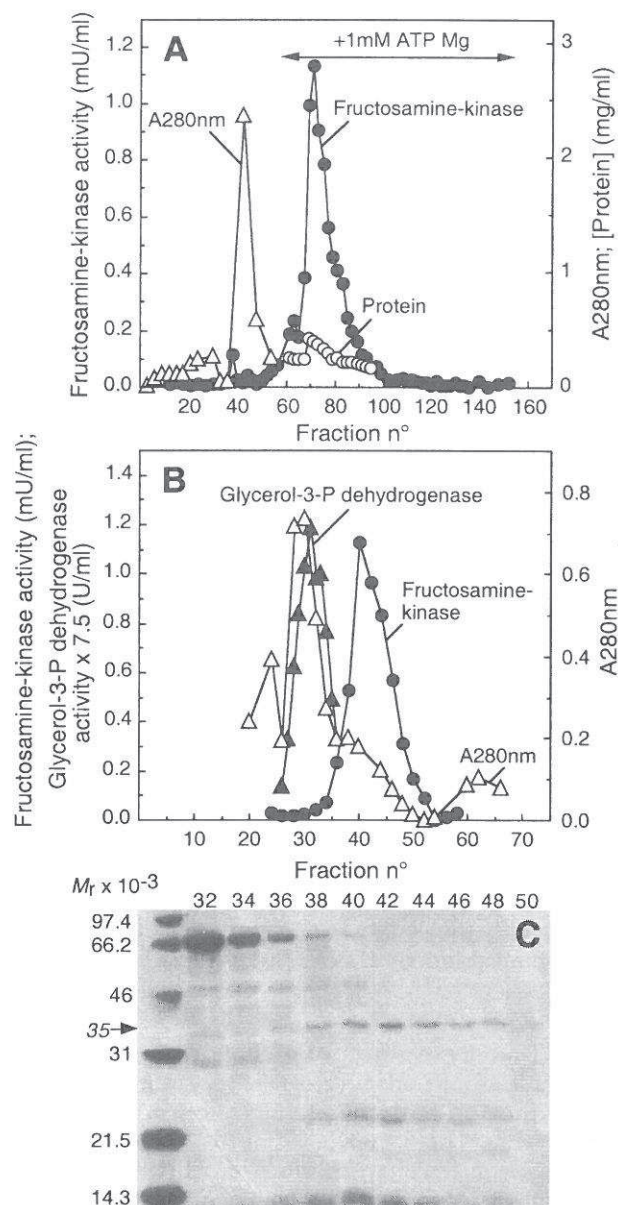 A
+1mM ATP Mg
A280nm
Fructosamine-kinase
Protein
Fructosamine-kinase activity (mU/ml)
1.2
1.0
0.8
0.6
0.4
0.2
0.0
A280nm; [Protein] (mg/ml)
3
2
1
0
20 40 60 80 100 120 140 160
Fraction n°
B
Glycerol-3-P dehydrogenase
Fructosamine-
kinase
A280nm
Fructosamine-kinase activity (mU/ml);
Glycerol-3-P dehydrogenase
activity x 7.5 (U/ml)
1.4
1.2
1.0
0.8
0.6
0.4
0.2
0.0
A280nm
0.8
0.6
0.4
0.2
0.0
10 20 30 40 50 60 70
Fraction n°
Mr x 10-3
32 34 36 38 40 42 44 46 48 50
C
97.4
66.2
46
35
31
21.5
14.3